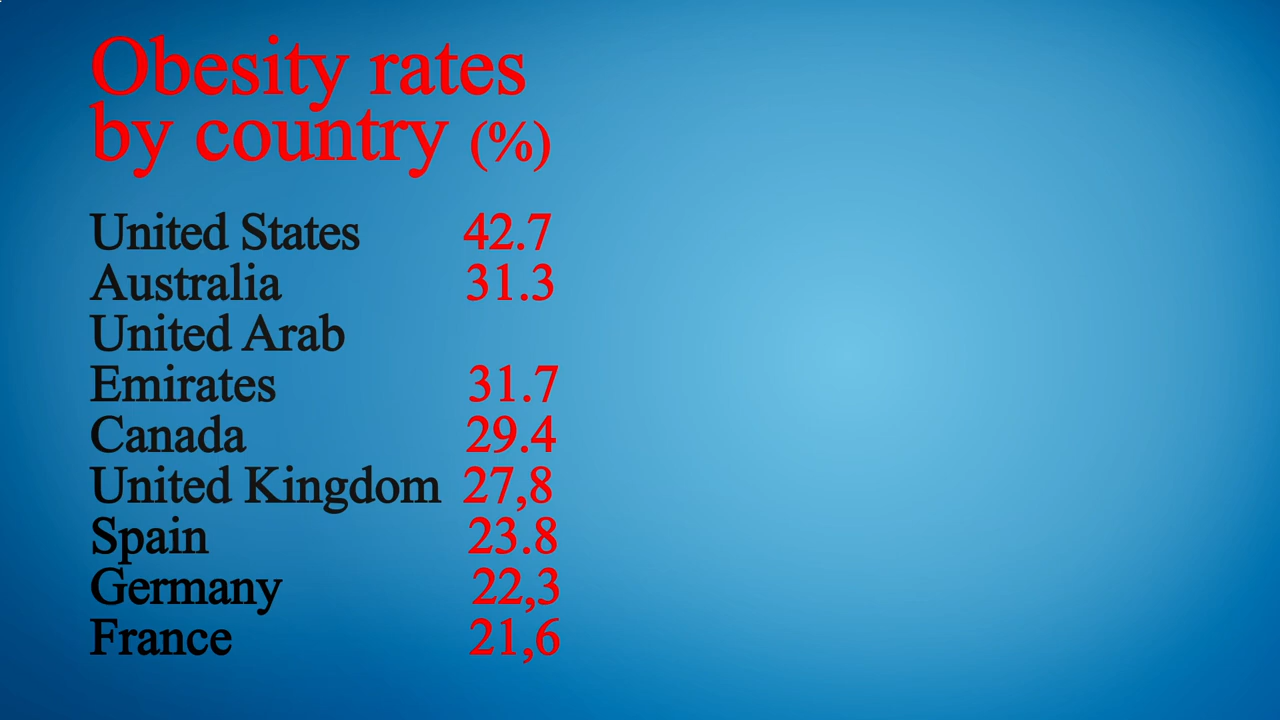 Obesity rates
by country (%)
United States 42.7
Australia 31.3
United Arab
Emirates 31.7
Canada 29.4
United Kingdom 27,8
Spain 23.8
Germany 22,3
France 21,6